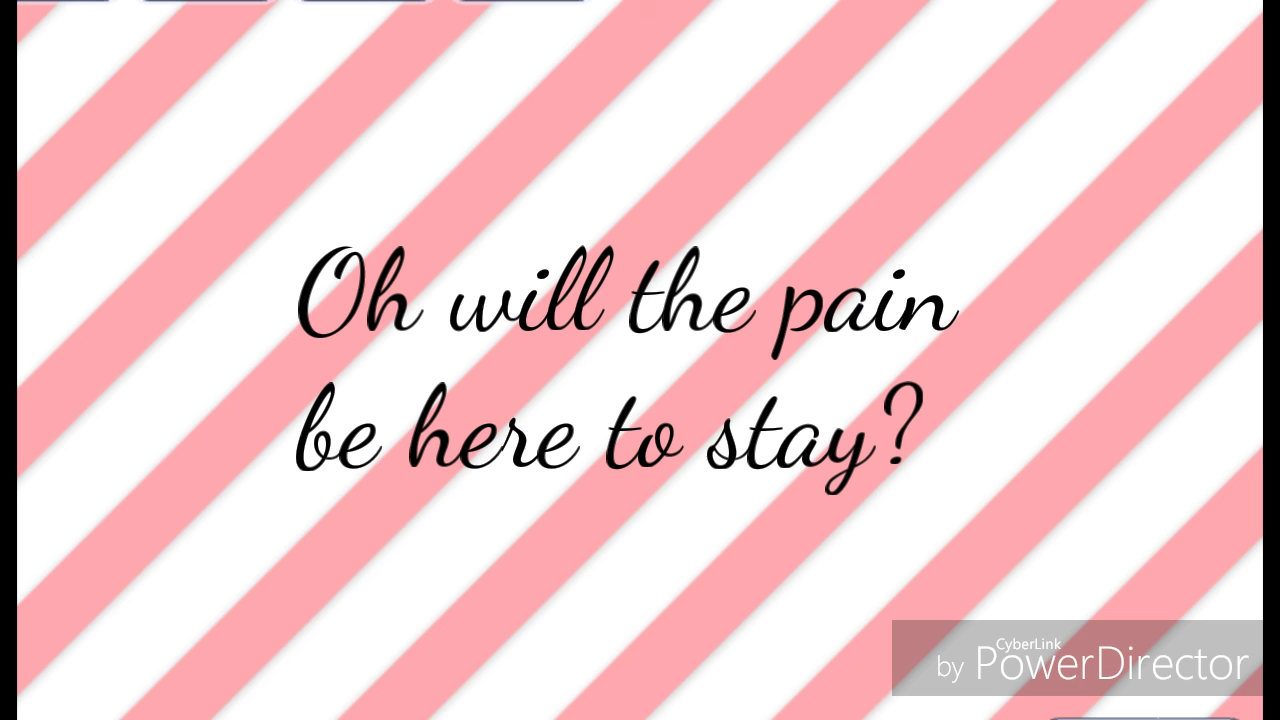 Oh will the pain
be here to stay?
CyberLink
by PowerDirector